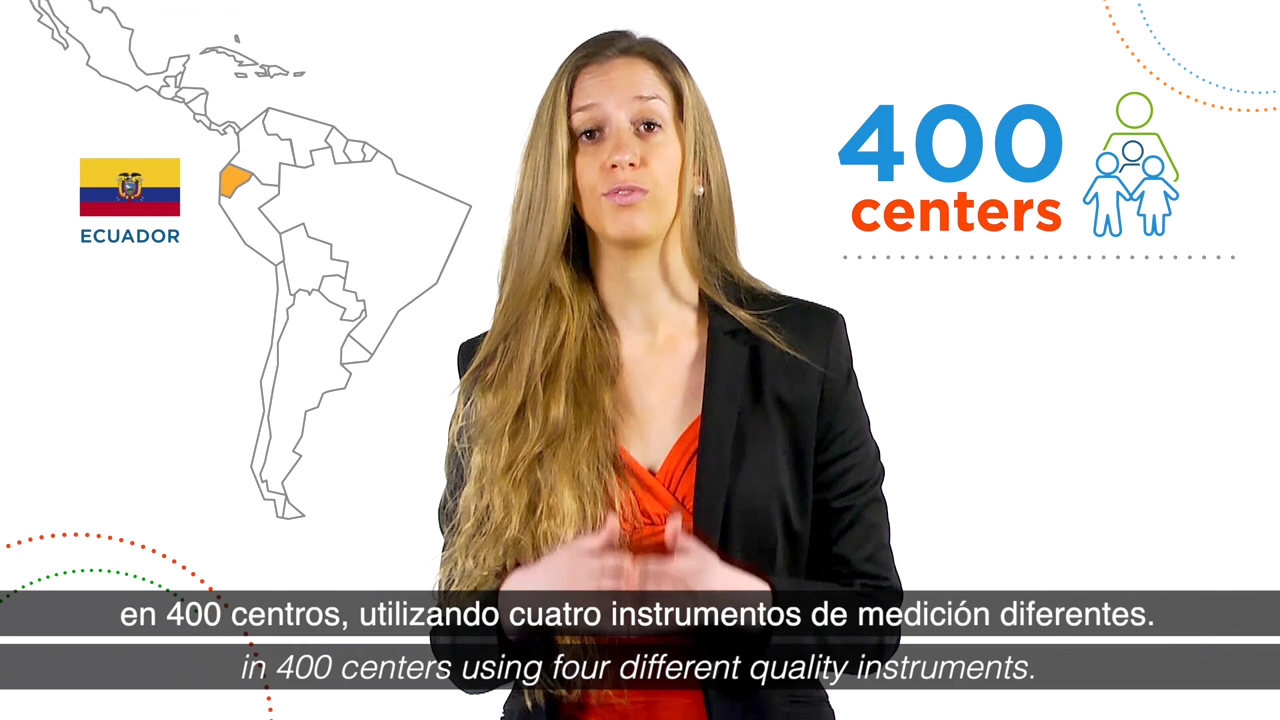 400
centers
ECUADOR
en 400 centros, utilizando cuatro instrumentos de medición diferentes.
in 400 centers using four different quality instruments.